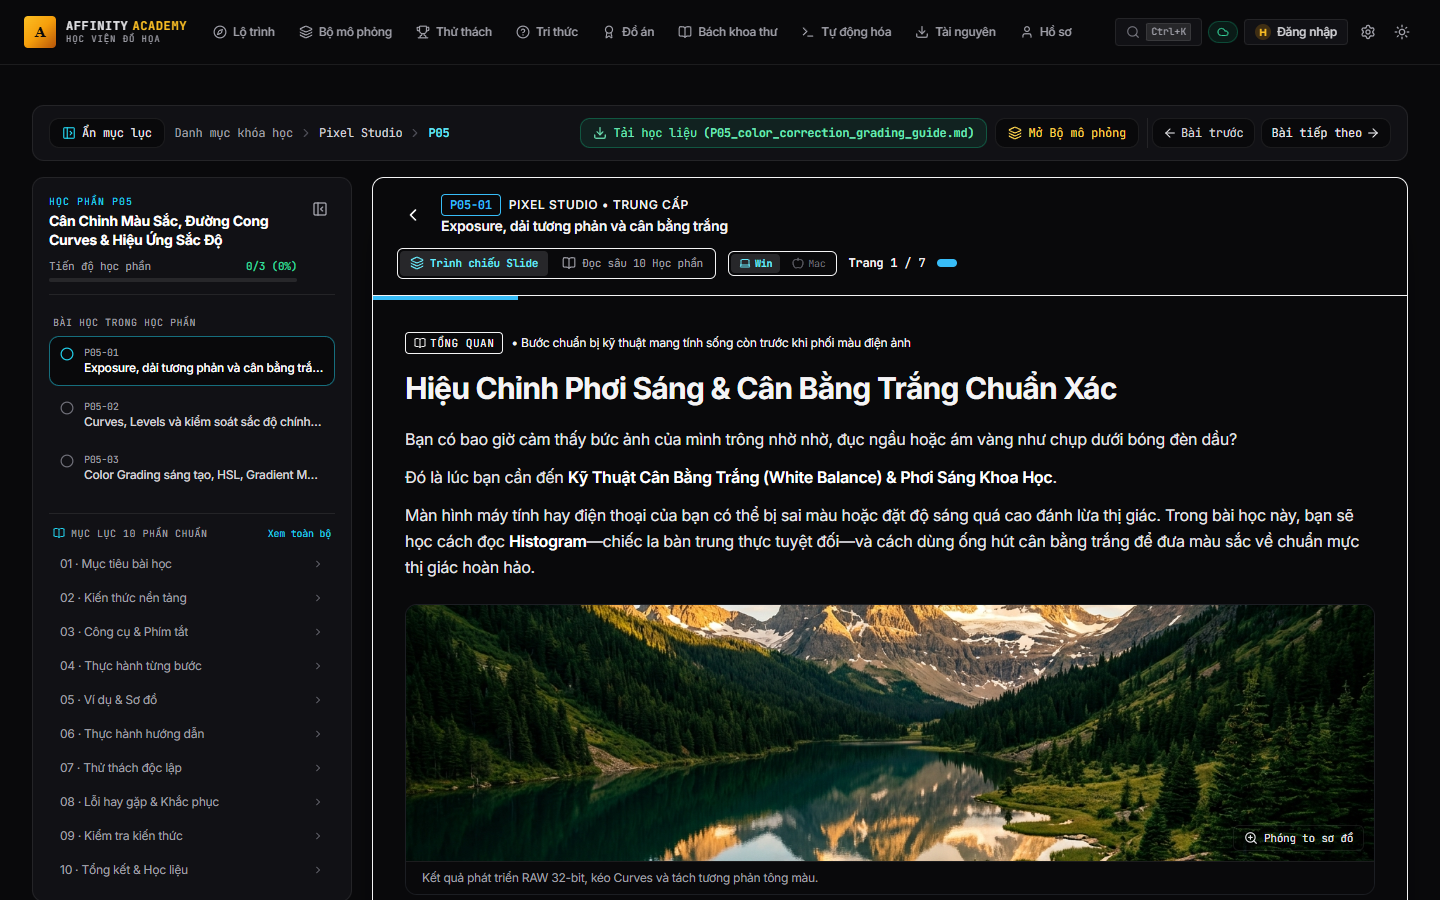 A
AFFINITY ACADEMY
HỌC VIỆN ĐỒ HỌA
Lộ trình
Bộ mô phỏng
Thử thách
Tri thức
Đồ án
Bách khoa thư
Tự động hóa
Tài nguyên
Hồ sơ
Ctrl+K
H
Đăng nhập
Ẩn mục lục
Danh mục khóa học
Pixel Studio
P05
Tải học liệu (P05_color_correction_grading_guide.md)
Mở Bộ mô phỏng
Bài trước
Bài tiếp theo
HỌC PHẦN P05
Cân Chỉnh Màu Sắc, Đường Cong
Curves & Hiệu Ứng Sắc Độ
Tiến độ học phần
0/3 (0%)
BÀI HỌC TRONG HỌC PHẦN
P05-01
Exposure, dải tương phản và cân bằng trắ...
P05-02
Curves, Levels và kiểm soát sắc độ chính...
P05-03
Color Grading sáng tạo, HSL, Gradient M...
MỤC LỤC 10 PHẦN CHUẨN
Xem toàn bộ
01 · Mục tiêu bài học
02 · Kiến thức nền tảng
03 · Công cụ & Phím tắt
04 · Thực hành từng bước
05 · Ví dụ & Sơ đồ
06 · Thực hành hướng dẫn
07 · Thử thách độc lập
08 · Lỗi hay gặp & Khắc phục
09 · Kiểm tra kiến thức
10 · Tổng kết & Học liệu
P05-01
PIXEL STUDIO • TRUNG CẤP
Exposure, dải tương phản và cân bằng trắng
Trình chiếu Slide
Đọc sâu 10 Học phần
Win
Mac
Trang 1 / 7
TỔNG QUAN
• Bước chuẩn bị kỹ thuật mang tính sống còn trước khi phối màu điện ảnh
Hiệu Chỉnh Phơi Sáng & Cân Bằng Trắng Chuẩn Xác
Bạn có bao giờ cảm thấy bức ảnh của mình trông nhờ nhờ, đục ngầu hoặc ám vàng như chụp dưới bóng đèn dầu?
Đó là lúc bạn cần đến Kỹ Thuật Cân Bằng Trắng (White Balance) & Phơi Sáng Khoa Học.
Màn hình máy tính hay điện thoại của bạn có thể bị sai màu hoặc đặt độ sáng quá cao đánh lừa thị giác. Trong bài học này, bạn sẽ
học cách đọc Histogram—chiếc la bàn trung thực tuyệt đối—và cách dùng ống hút cân bằng trắng để đưa màu sắc về chuẩn mực
thị giác hoàn hảo.
Phóng to sơ đồ
Kết quả phát triển RAW 32-bit, kéo Curves và tách tương phản tông màu.